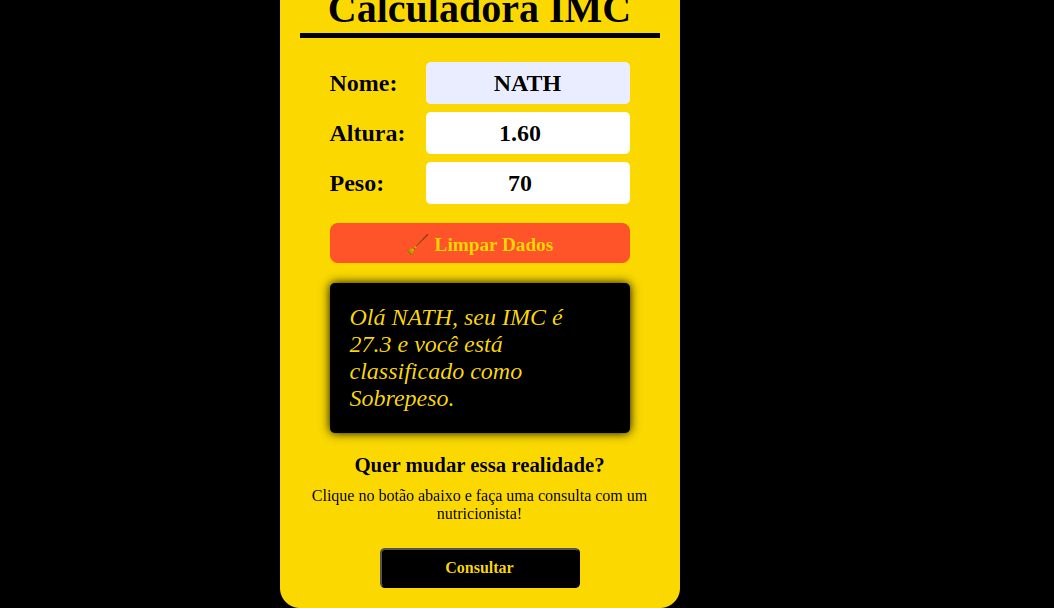 Calculadora IMC
Nome:
NATH
Altura:
1.60
Peso:
70
Limpar Dados
Olá NATH, seu IMC é
27.3 e você está
classificado como
Sobrepeso.
Quer mudar essa realidade?
Clique no botão abaixo e faça uma consulta com um
nutricionista!
Consultar